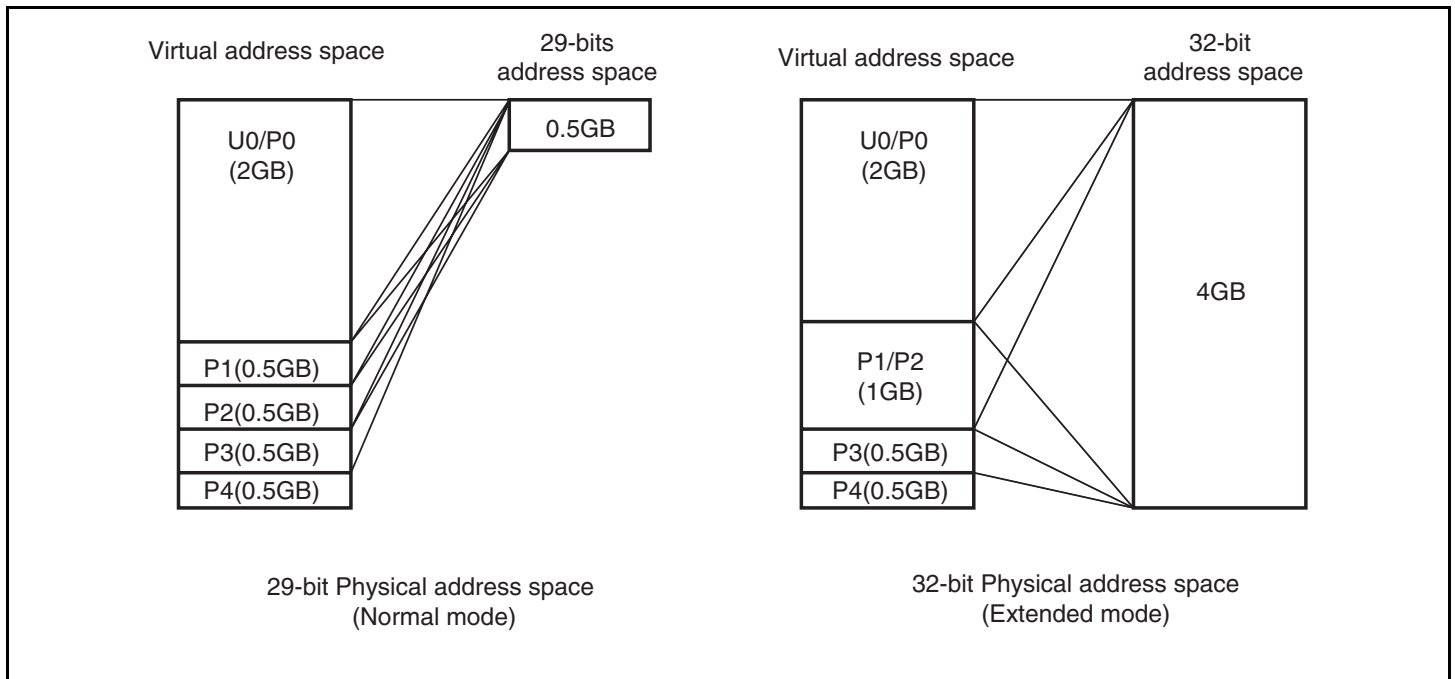 Virtual address space
29-bits
address space
U0/P0
(2GB)
0.5GB
P1(0.5GB)
P2(0.5GB)
P3(0.5GB)
P4(0.5GB)
29-bit Physical address space
(Normal mode)
Virtual address space
32-bit
address space
U0/P0
(2GB)
4GB
P1/P2
(1GB)
P3(0.5GB)
P4(0.5GB)
32-bit Physical address space
(Extended mode)